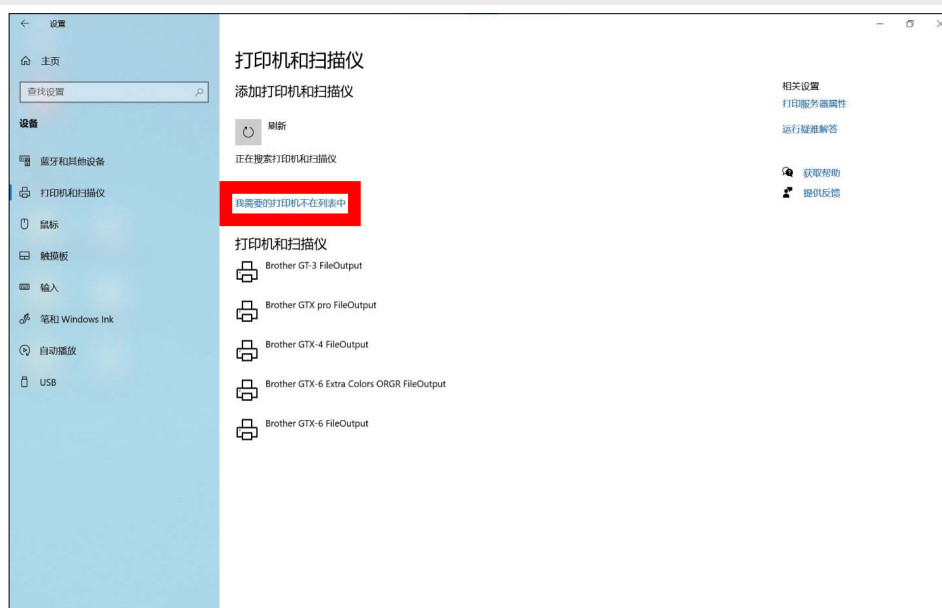 设置
主页
查找设置
设备
蓝牙和其他设备
打印机和扫描仪
鼠标
触摸板
输入
笔和 Windows Ink
自动播放
USB
打印机和扫描仪
添加打印机和扫描仪
刷新
正在搜索打印机和扫描仪
我需要的打印机不在列表中
打印机和扫描仪
Brother GT-3 FileOutput
Brother GTX pro FileOutput
Brother GTX-4 FileOutput
Brother GTX-6 Extra Colors ORGR FileOutput
Brother GTX-6 FileOutput
相关设置
打印服务器属性
运行疑难解答
获取帮助
提供反馈